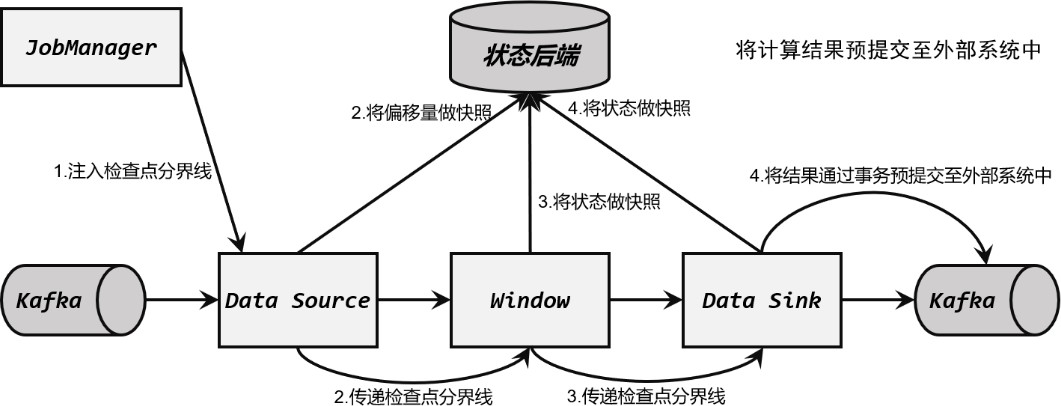 JobManager
状态后端
将计算结果预提交至外部系统中
2.将偏移量做快照
4.将状态做快照
1.注入检查点分界线
4.将结果通过事务预提交至外部系统中
3.将状态做快照
Kafka
Data Source
Window
Data Sink
Kafka
2.传递检查点分界线
3.传递检查点分界线